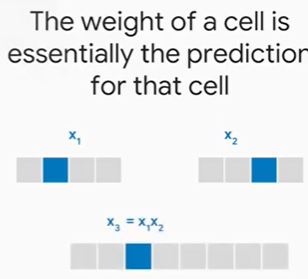 The weight of a cell is
essentially the prediction
for that cell
x₁
x₂
x₃ = x₁x₂